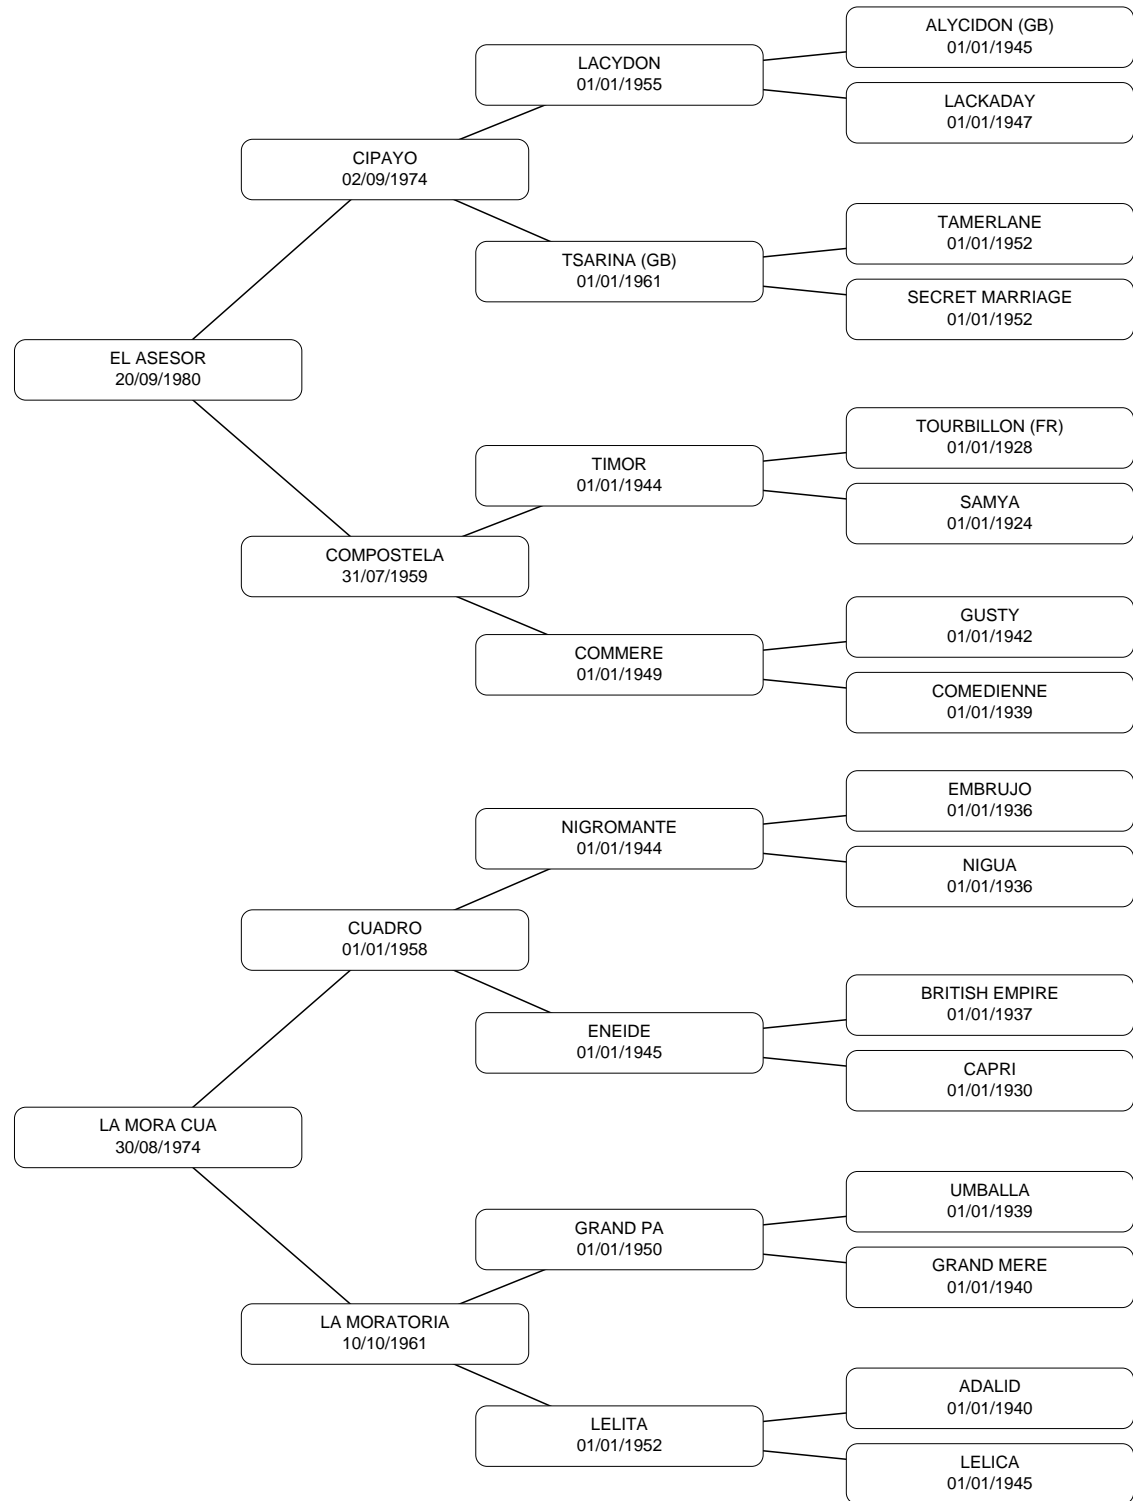 ALYCIDON (GB)
01/01/1945
LACYDON
01/01/1955
LACKADAY
01/01/1947
CIPAYO
02/09/1974
TAMERLANE
01/01/1952
TSARINA (GB)
01/01/1961
SECRET MARRIAGE
01/01/1952
EL ASESOR
20/09/1980
TOURBILLON (FR)
01/01/1928
TIMOR
01/01/1944
SAMYA
01/01/1924
COMPOSTELA
31/07/1959
GUSTY
01/01/1942
COMMERE
01/01/1949
COMEDIENNE
01/01/1939
EMBRUJO
01/01/1936
NIGROMANTE
01/01/1944
NIGUA
01/01/1936
CUADRO
01/01/1958
BRITISH EMPIRE
01/01/1937
ENEIDE
01/01/1945
CAPRI
01/01/1930
LA MORA CUA
30/08/1974
UMBALLA
01/01/1939
GRAND PA
01/01/1950
GRAND MERE
01/01/1940
LA MORATORIA
10/10/1961
ADALID
01/01/1940
LELITA
01/01/1952
LELICA
01/01/1945